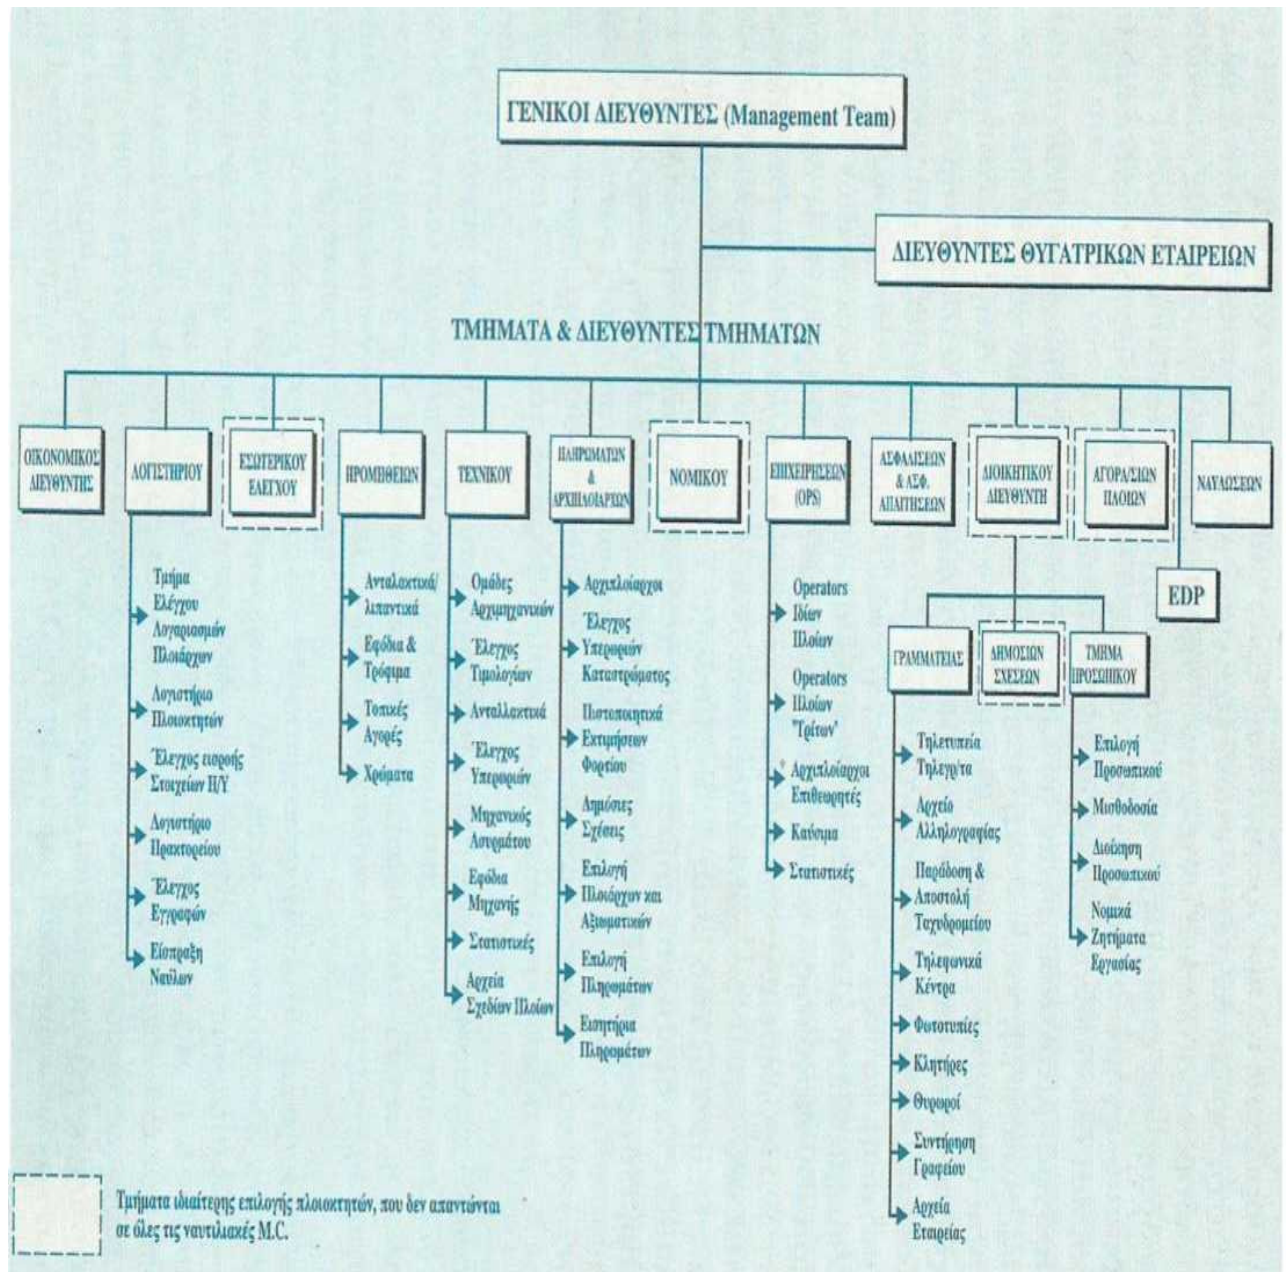 ΓΕΝΙΚΟΙ ΔΙΕΥΘΥΝΤΕΣ (Management Team)
ΔΙΕΥΘΥΝΤΕΣ ΘΥΓΑΤΡΙΚΩΝ ΕΤΑΙΡΕΙΩΝ
ΤΜΗΜΑΤΑ & ΔΙΕΥΘΥΝΤΕΣ ΤΜΗΜΑΤΩΝ
ΟΙΚΟΝΟΜΙΚΟΣ
ΔΙΕΥΘΥΝΤΗΣ
ΛΟΓΙΣΤΗΡΙΟΥ
ΕΣΩΤΕΡΙΚΟΥ
ΕΛΕΓΧΟΥ
ΠΡΟΜΗΘΕΙΩΝ
ΤΕΧΝΙΚΟΥ
ΠΛΗΡΩΜΑΤΩΝ
&
ΑΡΧΙΠΛΟΙΑΡΧΩΝ
ΝΟΜΙΚΟΥ
ΕΠΙΧΕΙΡΗΣΕΩΝ
(OPS)
ΑΣΦΑΛΙΣΕΩΝ
& ΑΣΦ.
ΑΠΑΙΤΗΣΕΩΝ
ΔΙΟΙΚΗΤΙΚΟΥ
ΔΙΕΥΘΥΝΤΗ
ΑΓΟΡΑ/ΣΙΩΝ
ΠΛΟΙΩΝ
ΝΑΥΛΩΣΕΩΝ
EDP
Τμήμα
Ελέγχου
Λογαριασμών
Πλοιάρχων
Λογιστήριο
Πλοιοκτητών
Έλεγχος εισροής
Στοιχείων Η/Υ
Λογιστήριο
Πρακτορείου
Έλεγχος
Εγγραφών
Είσπραξη
Ναύλων
Ανταλακτικά/
λιπαντικά
Εφόδια &
Τρόφιμα
Τοπικές
Αγορές
Χρώματα
Ομάδες
Αρχιμηχανικών
Έλεγχος
Τιμολογίων
Ανταλλακτικά
Έλεγχος
Υπερωριών
Μηχανικός
Ασυρμάτου
Εφόδια
Μηχανής
Στατιστικές
Αρχεία
Σχεδίων Πλοίων
Αρχιπλοίαρχοι
Έλεγχος
Υπερωριών
Καταστρώματος
Πιστοποιητικά
Εκτιμήσεων
Φορτίου
Δημόσιες
Σχέσεις
Επιλογή
Πλοιάρχων και
Αξιωματικών
Επιλογή
Πληρωμάτων
Εισητήρια
Πληρωμάτων
Operators
Ιδίων
Πλοίων
Operators
Πλοίων
"Τρίτων"
* Αρχιπλοίαρχοι
Επιθεωρητές
Καύσιμα
Στατιστικές
ΓΡΑΜΜΑΤΕΙΑΣ
ΔΗΜΟΣΙΩΝ
ΣΧΕΣΕΩΝ
ΤΜΗΜΑ
ΠΡΟΣΩΠΙΚΟΥ
Τηλετυπεία
Τηλεγρ/τα
Αρχείο
Αλληλογραφίας
Παράδοση &
Αποστολή
Ταχυδρομείου
Τηλεφωνικά
Κέντρα
Φωτοτυπίες
Κλητήρες
Θυρωροί
Συντήρηση
Γραφείου
Αρχεία
Εταιρείας
Επιλογή
Προσωπικού
Μισθοδοσία
Διοίκηση
Προσωπικού
Νομικά
Ζητήματα
Εργασίας
Τμήματα ιδιαίτερης επιλογής πλοιοκτητών, που δεν απαντώνται
σε όλες τις ναυτιλιακές M.C.